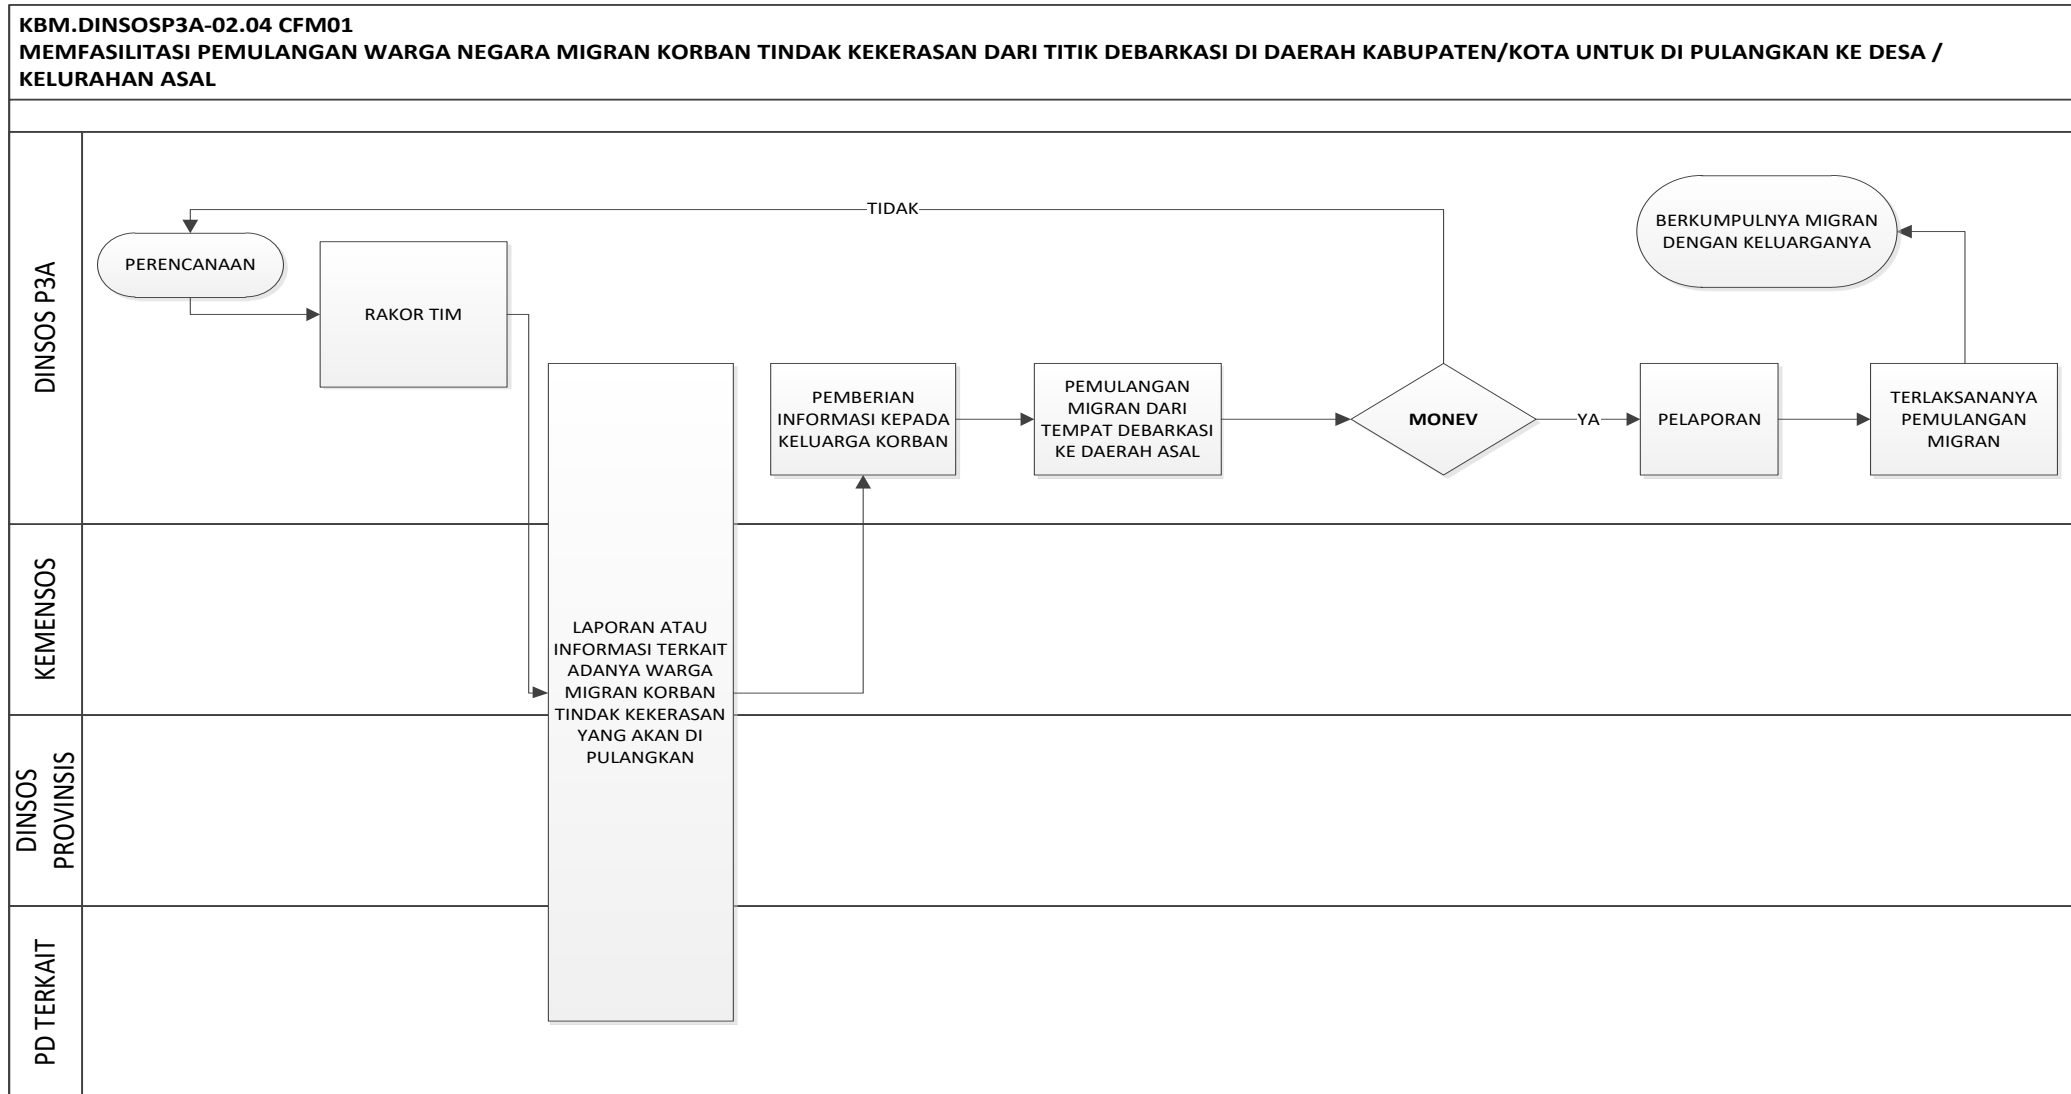 KBM.DINSOSP3A-02.04 CFM01
MEMFASILITASI PEMULANGAN WARGA NEGARA MIGRAN KORBAN TINDAK KEKERASAN DARI TITIK DEBARKASI DI DAERAH KABUPATEN/KOTA UNTUK DI PULANGKAN KE DESA /
KELURAHAN ASAL
DINSOS P3A
TIDAK
PERENCANAAN
RAKOR TIM
BERKUMPULNYA MIGRAN
DENGAN KELUARGANYA
PEMBERIAN
INFORMASI KEPADA
KELUARGA KORBAN
PEMULANGAN
MIGRAN DARI
TEMPAT DEBARKASI
KE DAERAH ASAL
MONEV
YA
PELAPORAN
TERLAKSANANYA
PEMULANGAN
MIGRAN
KEMENSOS
LAPORAN ATAU
INFORMASI TERKAIT
ADANYA WARGA
MIGRAN KORBAN
TINDAK KEKERASAN
YANG AKAN DI
PULANGKAN
DINSOS
PROVINSIS
PD TERKAIT